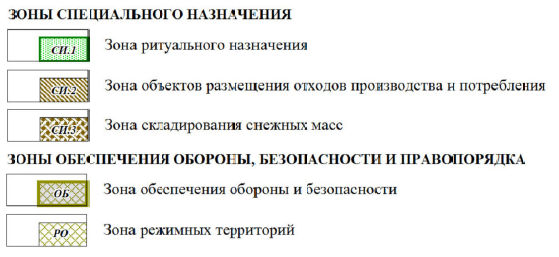 ЗОНЫ СПЕЦИАЛЬНОГО НАЗНАЧЕНИЯ
СН.1 Зона ритуального назначения
СН.2 Зона объектов размещения отходов производства и потребления
СН.3 Зона складирования снежных масс
ЗОНЫ ОБЕСПЕЧЕНИЯ ОБОРОНЫ, БЕЗОПАСНОСТИ И ПРАВОПОРЯДКА
ОБ Зона обеспечения обороны и безопасности
РО Зона режимных территорий